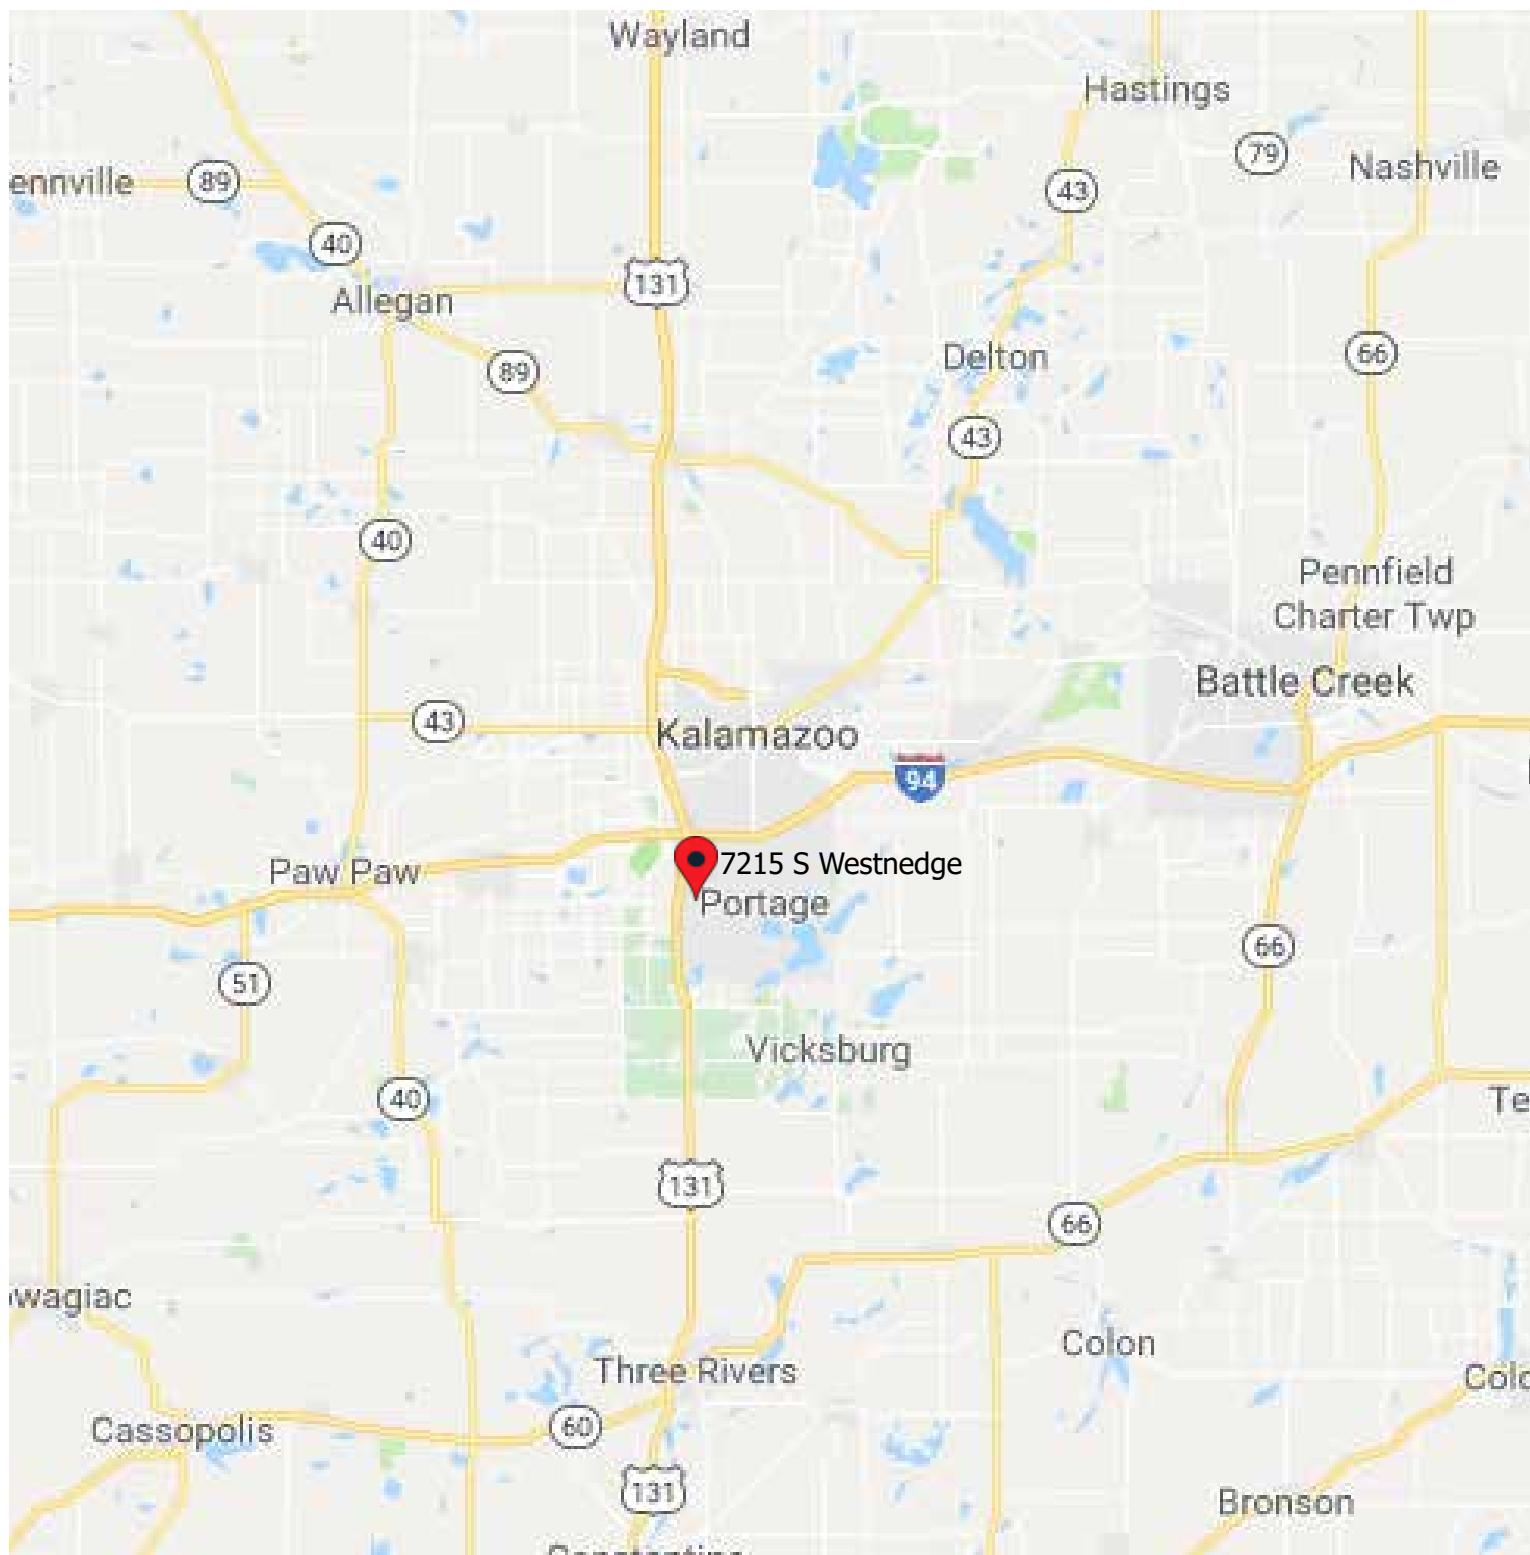 Wayland
Hastings
79
Nashville
ennville
89
43
40
131
Allegan
66
Delton
89
43
40
Pennfield
Charter Twp
Battle Creek
43
Kalamazoo
94
7215 S Westnedge
Paw Paw
Portage
66
51
Vicksburg
40
Te
131
66
wagiac
Colon
Three Rivers
Colo
60
Cassopolis
131
Bronson